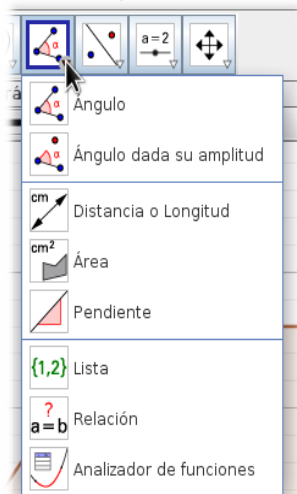 α
a=2
á
α Ángulo
α Ángulo dada su amplitud
cm Distancia o Longitud
cm² Área
Pendiente
{1,2} Lista
?
a=b Relación
Analizador de funciones